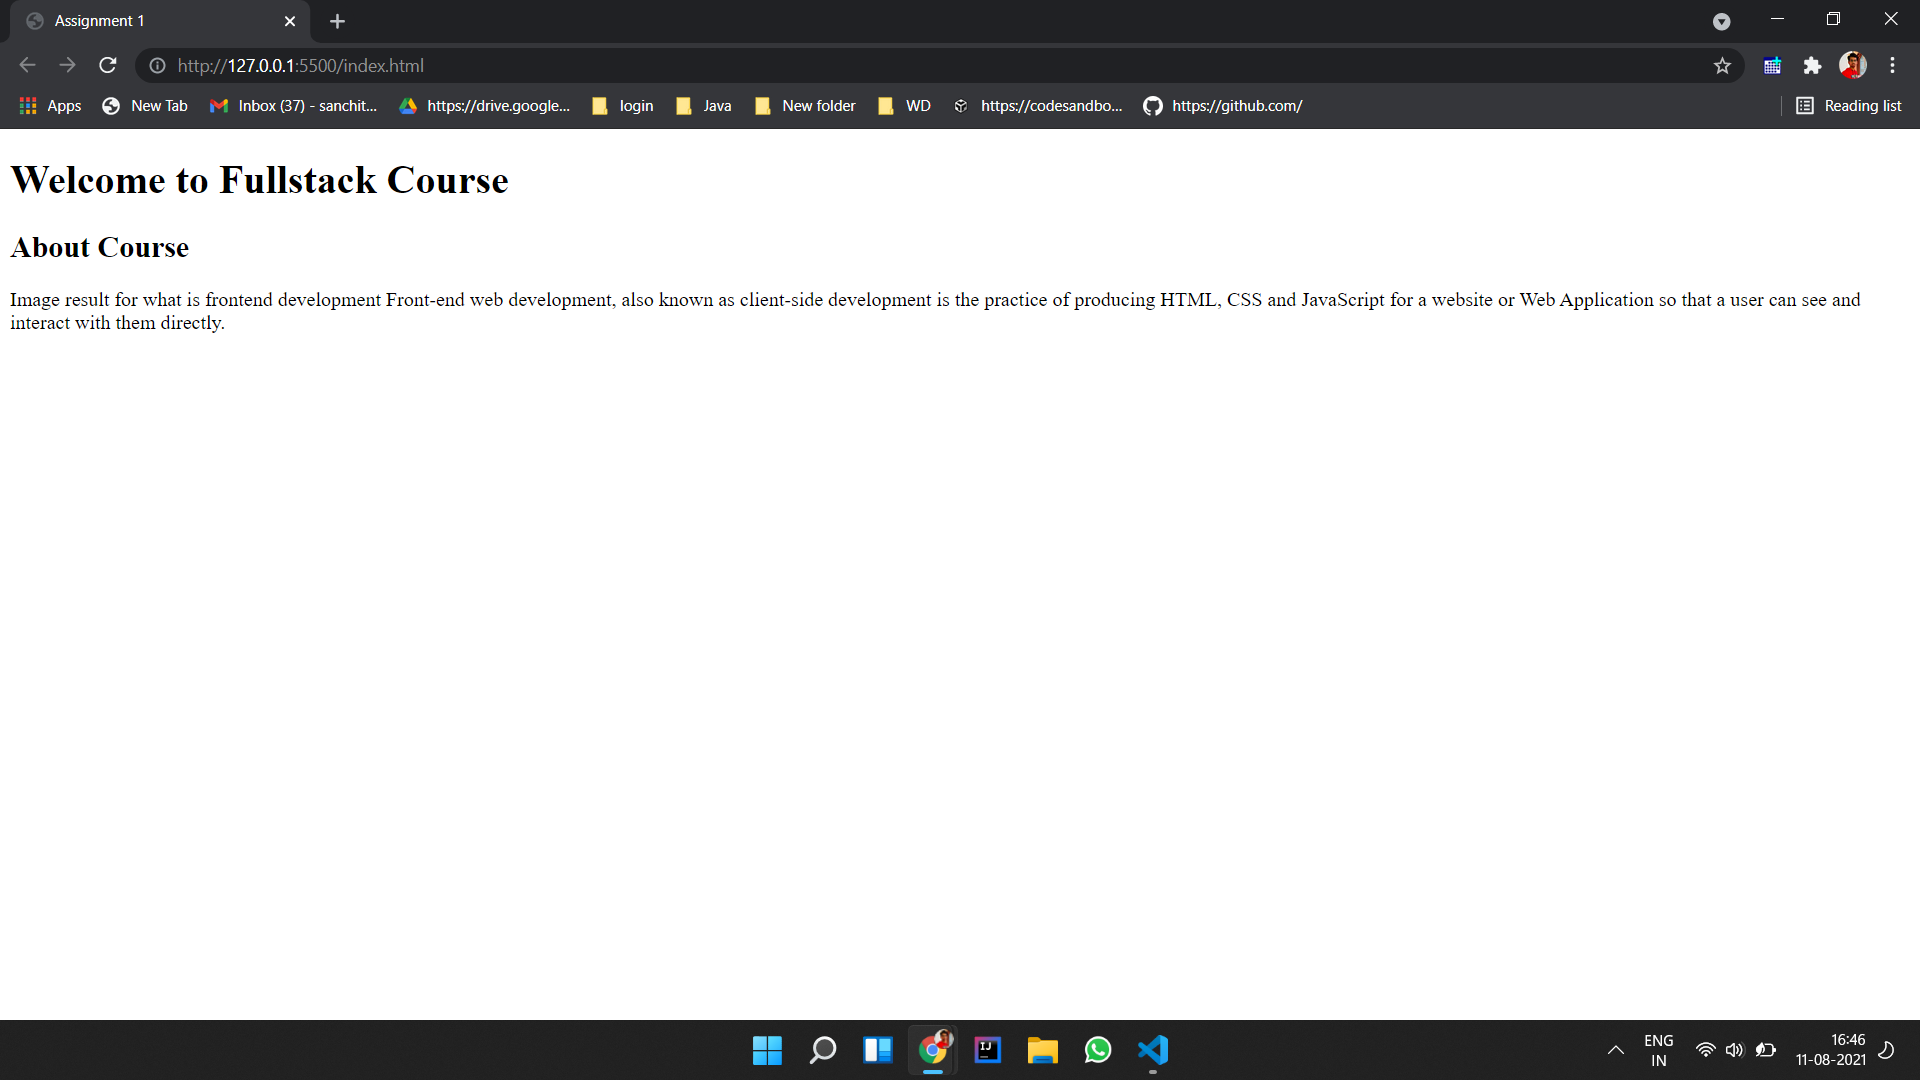 Assignment 1
http://127.0.0.1:5500/index.html
Apps New Tab Inbox (37) - sanchit... https://drive.google... login Java New folder WD https://codesandbo... https://github.com/ Reading list
Welcome to Fullstack Course
About Course
Image result for what is frontend development Front-end web development, also known as client-side development is the practice of producing HTML, CSS and JavaScript for a website or Web Application so that a user can see and
interact with them directly.
IJ
ENG 16:46
IN 11-08-2021